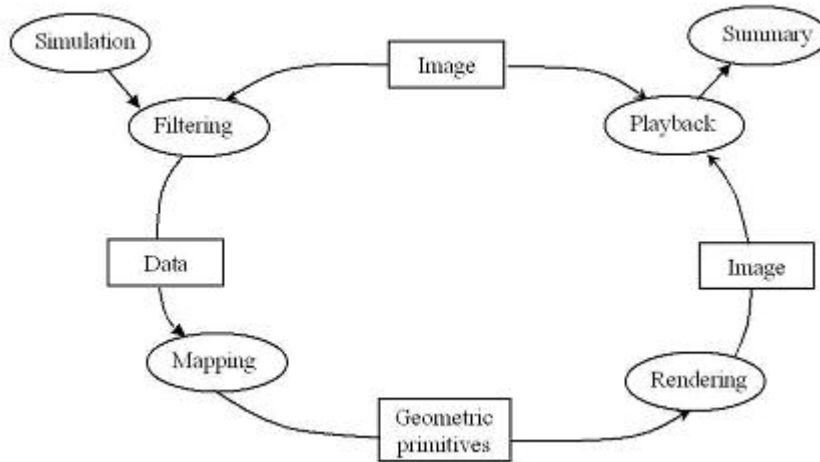 Simulation
Summary
Image
Filtering
Playback
Data
Image
Mapping
Rendering
Geometric
primitives